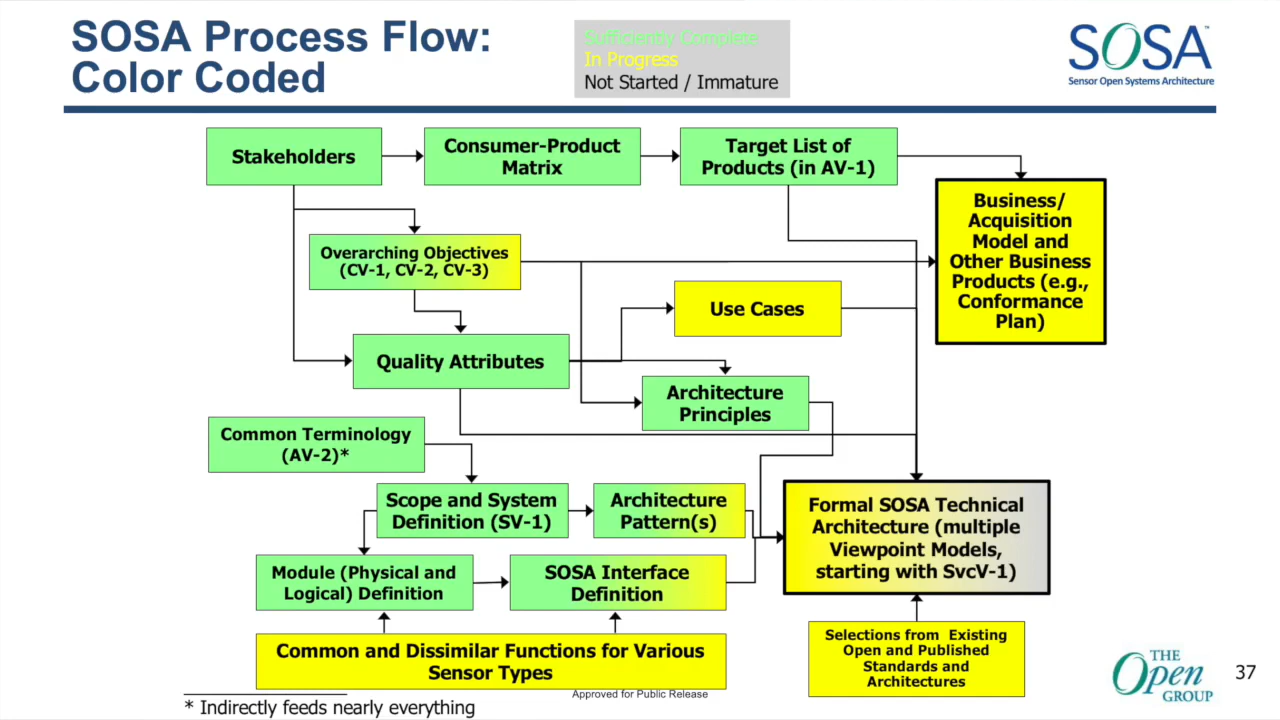 SOSA Process Flow:
Color Coded
Sufficiently Complete
In Progress
Not Started / Immature
SOSA™
Sensor Open Systems Architecture
Stakeholders
Consumer-Product
Matrix
Target List of
Products (in AV-1)
Business/
Acquisition
Model and
Other Business
Products (e.g.,
Conformance
Plan)
Overarching Objectives
(CV-1, CV-2, CV-3)
Use Cases
Quality Attributes
Architecture
Principles
Common Terminology
(AV-2)*
Scope and System
Definition (SV-1)
Architecture
Pattern(s)
Formal SOSA Technical
Architecture (multiple
Viewpoint Models,
starting with SvcV-1)
Module (Physical and
Logical) Definition
SOSA Interface
Definition
Common and Dissimilar Functions for Various
Sensor Types
Selections from  Existing
Open and Published
Standards and
Architectures
Approved for Public Release
* Indirectly feeds nearly everything
THE
Open
GROUP
37